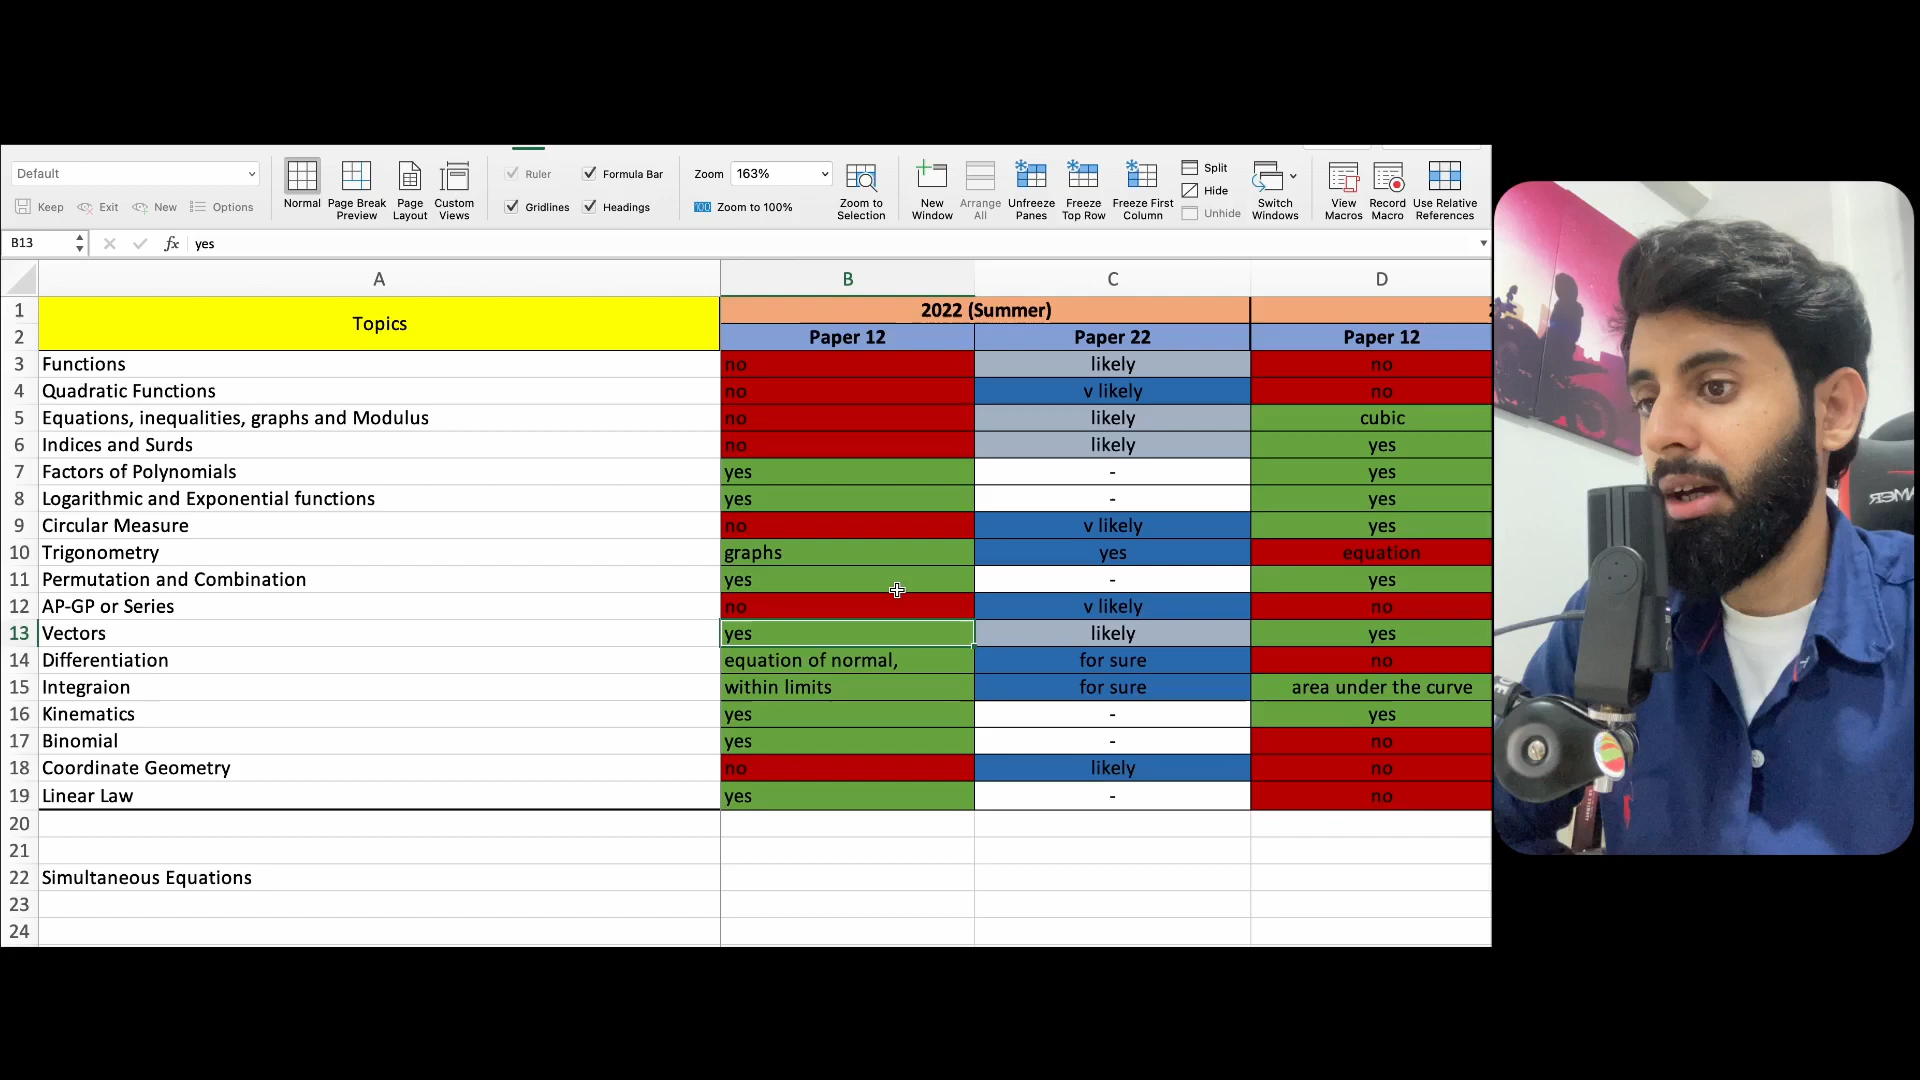 Default
Keep Exit New Options
Normal
Page Break Preview
Page Layout
Custom Views
Ruler
Formula Bar
Gridlines
Headings
Zoom 163%
100 Zoom to 100%
Zoom to Selection
New Window
Arrange All
Unfreeze Panes
Freeze Top Row
Freeze First Column
Split
Hide
Unhide
Switch Windows
View Macros
Record Macro
Use Relative References
B13 fx yes
A B C D
1 Topics 2022 (Summer)
2 Paper 12 Paper 22 Paper 12
3 Functions no likely no
4 Quadratic Functions no v likely no
5 Equations, inequalities, graphs and Modulus no likely cubic
6 Indices and Surds no likely yes
7 Factors of Polynomials yes - yes
8 Logarithmic and Exponential functions yes - yes
9 Circular Measure no v likely yes
10 Trigonometry graphs yes equation
11 Permutation and Combination yes - yes
12 AP-GP or Series no v likely no
13 Vectors yes likely yes
14 Differentiation equation of normal, for sure no
15 Integraion within limits for sure area under the curve
16 Kinematics yes - yes
17 Binomial yes - no
18 Coordinate Geometry no likely no
19 Linear Law yes - no
20
21
22 Simultaneous Equations
23
24